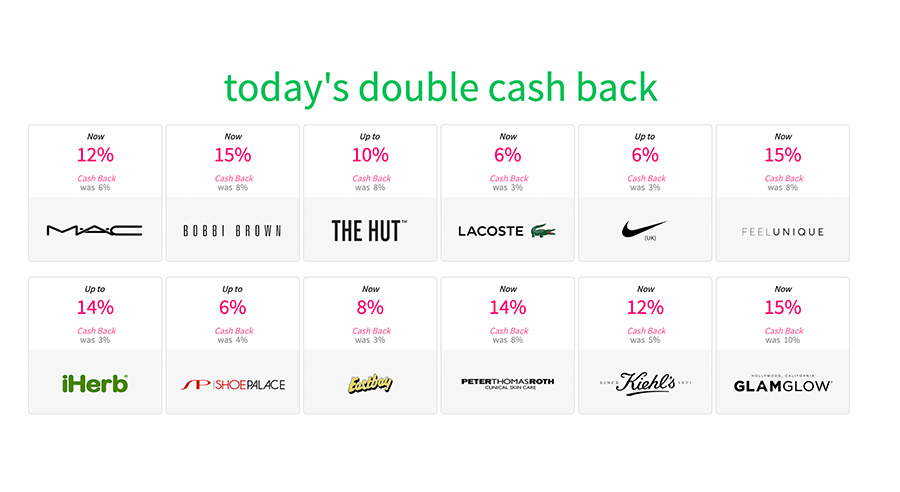 today's double cash back
Now
12%
Cash Back
was 6%
MAC
Now
15%
Cash Back
was 8%
BOBBI BROWN
Up to
10%
Cash Back
was 8%
THE HUT™
Now
6%
Cash Back
was 3%
LACOSTE
Up to
6%
Cash Back
was 3%
(UK)
Now
15%
Cash Back
was 8%
FEELUNIQUE
Up to
14%
Cash Back
was 3%
iHerb®
Up to
6%
Cash Back
was 4%
SP SHOEPALACE
Now
8%
Cash Back
was 3%
Eastbay
Now
14%
Cash Back
was 8%
PETERTHOMASROTH
CLINICAL SKIN CARE
Now
12%
Cash Back
was 5%
SINCE Kiehl's 1851
Now
15%
Cash Back
was 10%
HOLLYWOOD, CALIFORNIA
GLAMGLOW